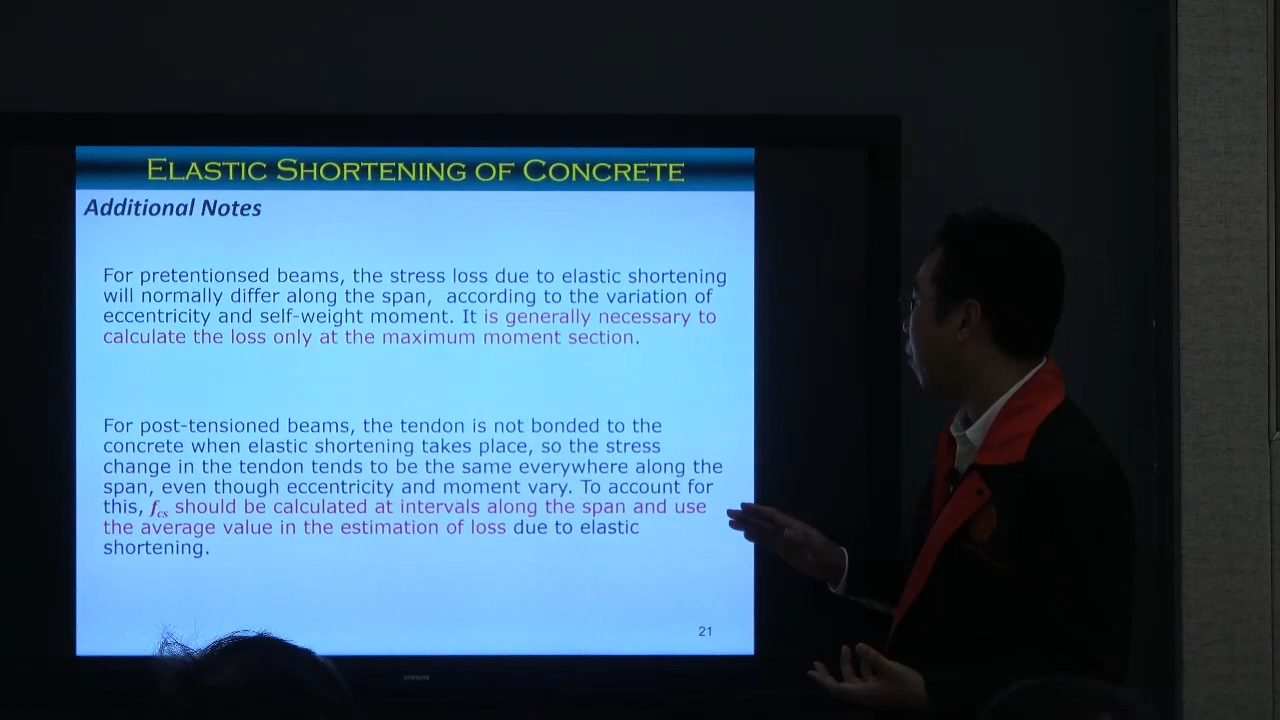 ELASTIC SHORTENING OF CONCRETE
Additional Notes
For pretentionsed beams, the stress loss due to elastic shortening
will normally differ along the span, according to the variation of
eccentricity and self-weight moment. It is generally necessary to
calculate the loss only at the maximum moment section.
For post-tensioned beams, the tendon is not bonded to the
concrete when elastic shortening takes place, so the stress
change in the tendon tends to be the same everywhere along the
span, even though eccentricity and moment vary. To account for
this, fcs should be calculated at intervals along the span and use
the average value in the estimation of loss due to elastic
shortening.
21
SAMSUNG